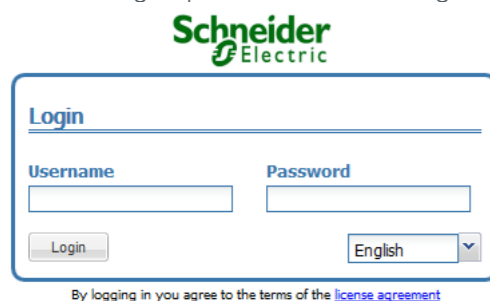 Schneider
Electric
Login
Username Password
Login English
By logging in you agree to the terms of the license agreement